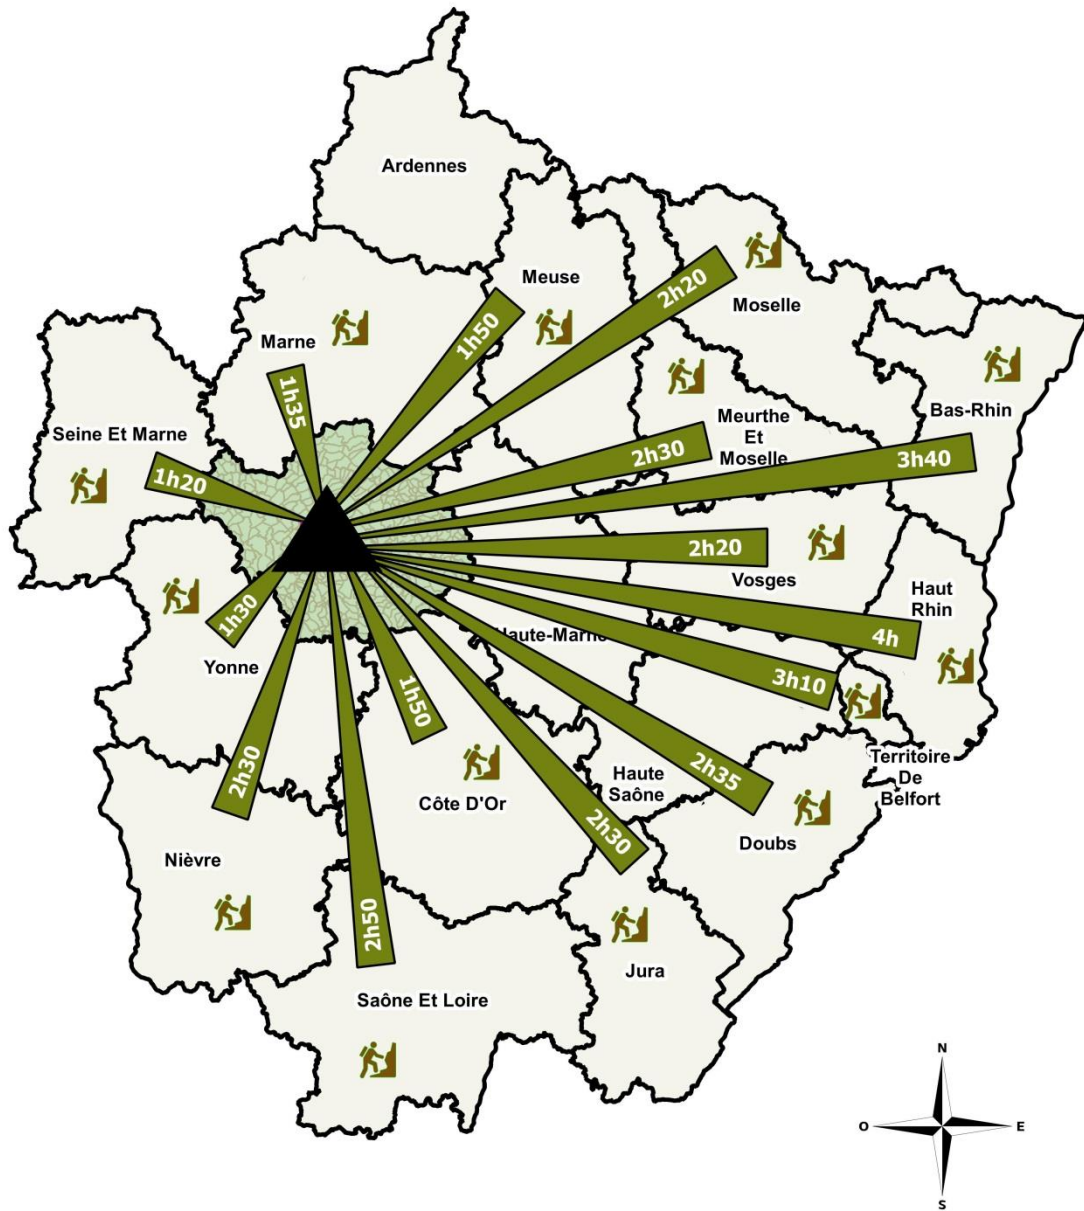 Ardennes
Meuse
2h20
Moselle
1h50
Marne
1h35
Bas-Rhin
Meurthe
Et
Moselle
Seine Et Marne
2h30
3h40
1h20
2h20
Vosges
Haut
Rhin
1h30
Haute-Marne
4h
Yonne
3h10
1h50
2h30
2h35
Territoire
De
Belfort
Haute
Saône
Côte D'Or
2h30
Doubs
Nièvre
2h50
Jura
Saône Et Loire
N
O
E
S